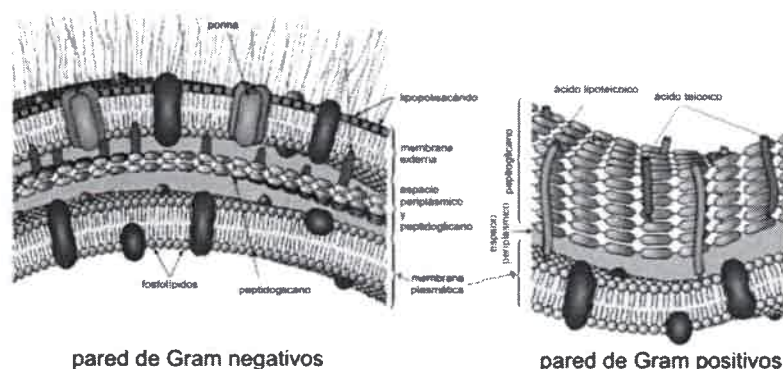 porina
lipopolisacárido
membrana
externa
espacio
periplásmico
y
peptidoglicano
membrana
plasmática
fosfolípidos
peptidoglicano
ácido lipoteicoico
ácido teicoico
peptidoglicano
espacio
periplásmico
pared de Gram negativos
pared de Gram positivos